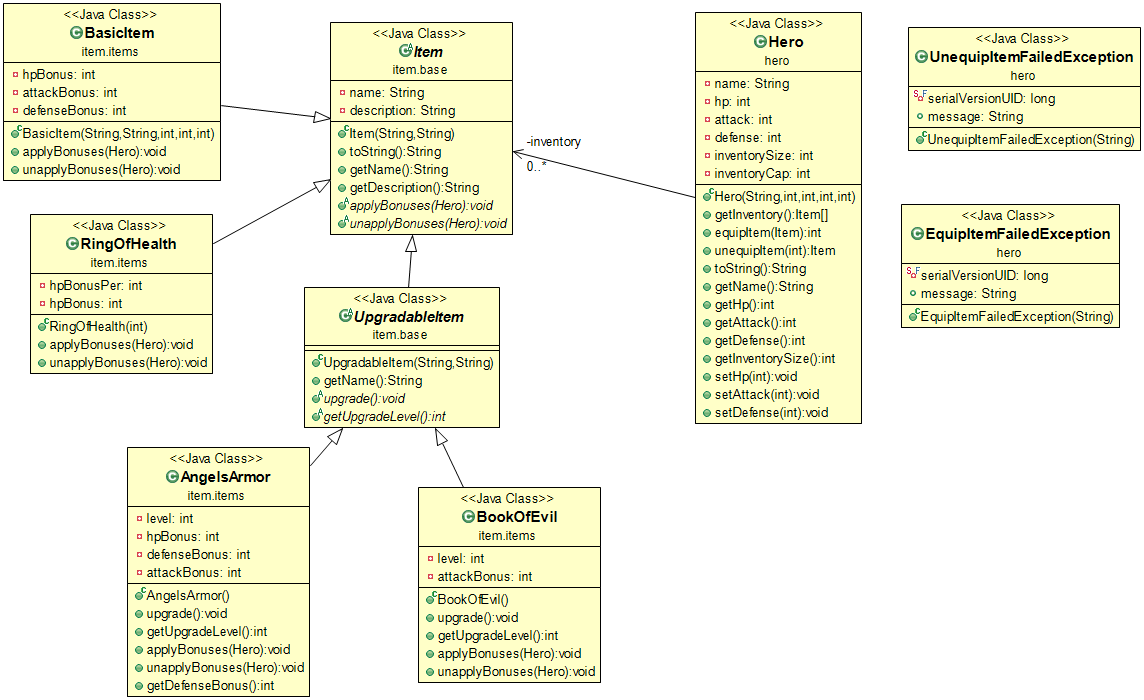 <<Java Class>>
BasicItem
item.items
hpBonus: int
attackBonus: int
defenseBonus: int
BasicItem(String,String,int,int,int)
applyBonuses(Hero):void
unapplyBonuses(Hero):void
<<Java Class>>
Item
item.base
name: String
description: String
Item(String,String)
toString():String
getName():String
getDescription():String
applyBonuses(Hero):void
unapplyBonuses(Hero):void
-inventory
0..*
<<Java Class>>
Hero
hero
name: String
hp: int
attack: int
defense: int
inventorySize: int
inventoryCap: int
Hero(String,int,int,int,int)
getInventory():Item[]
equipItem(Item):int
unequipItem(int):Item
toString():String
getName():String
getHp():int
getAttack():int
getDefense():int
getInventorySize():int
setHp(int):void
setAttack(int):void
setDefense(int):void
<<Java Class>>
UnequipItemFailedException
hero
serialVersionUID: long
message: String
UnequipItemFailedException(String)
<<Java Class>>
EquipItemFailedException
hero
serialVersionUID: long
message: String
EquipItemFailedException(String)
<<Java Class>>
RingOfHealth
item.items
hpBonusPer: int
hpBonus: int
RingOfHealth(int)
applyBonuses(Hero):void
unapplyBonuses(Hero):void
<<Java Class>>
UpgradableItem
item.base
UpgradableItem(String,String)
getName():String
upgrade():void
getUpgradeLevel():int
<<Java Class>>
AngelsArmor
item.items
level: int
hpBonus: int
defenseBonus: int
attackBonus: int
AngelsArmor()
upgrade():void
getUpgradeLevel():int
applyBonuses(Hero):void
unapplyBonuses(Hero):void
getDefenseBonus():int
<<Java Class>>
BookOfEvil
item.items
level: int
attackBonus: int
BookOfEvil()
upgrade():void
getUpgradeLevel():int
applyBonuses(Hero):void
unapplyBonuses(Hero):void